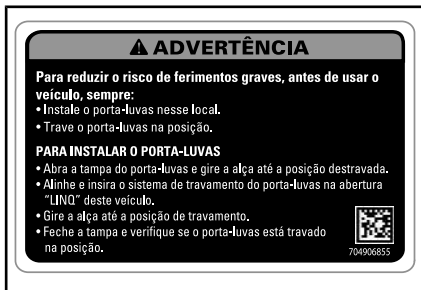 ADVERTÊNCIA
Para reduzir o risco de ferimentos graves, antes de usar o
veículo, sempre:
• Instale o porta-luvas nesse local.
• Trave o porta-luvas na posição.
PARA INSTALAR O PORTA-LUVAS
• Abra a tampa do porta-luvas e gire a alça até a posição destravada.
• Alinhe e insira o sistema de travamento do porta-luvas na abertura
"LINQ" deste veículo.
• Gire a alça até a posição de travamento.
• Feche a tampa e verifique se o porta-luvas está travado
na posição.
704906855